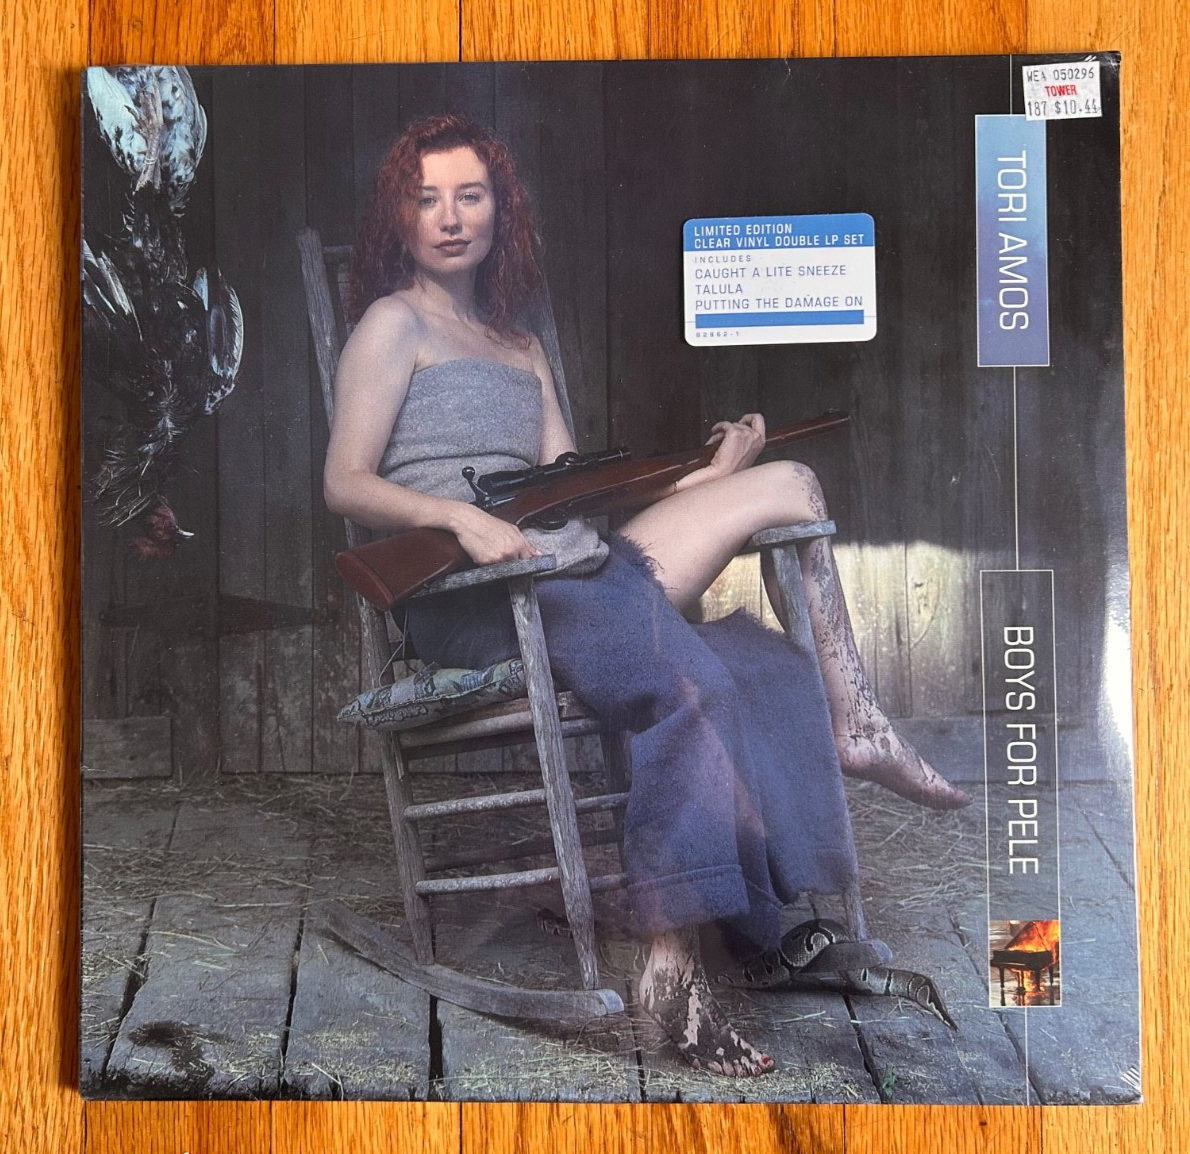 WEA 050296
TOWER
187 $10.44
TORI AMOS
LIMITED EDITION
CLEAR VINYL DOUBLE LP SET
INCLUDES
CAUGHT A LITE SNEEZE
TALULA
PUTTING THE DAMAGE ON
82862-1
BOYS FOR PELE